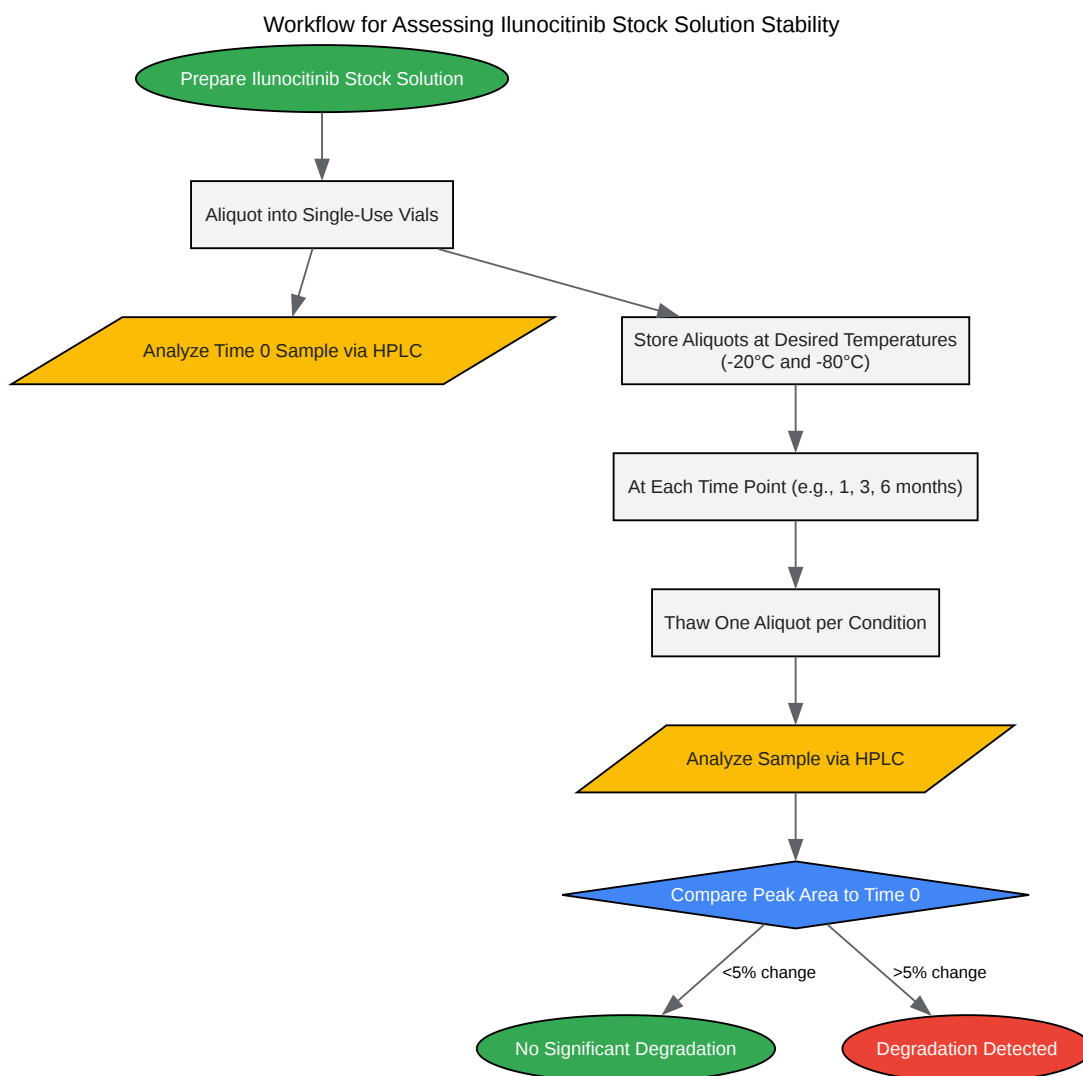 Workflow for Assessing Ilunocitinib Stock Solution Stability
Prepare Ilunocitinib Stock Solution
Aliquot into Single-Use Vials
Analyze Time 0 Sample via HPLC
Store Aliquots at Desired Temperatures
(-20°C and -80°C)
At Each Time Point (e.g., 1, 3, 6 months)
Thaw One Aliquot per Condition
Analyze Sample via HPLC
Compare Peak Area to Time 0
<5% change
>5% change
No Significant Degradation
Degradation Detected